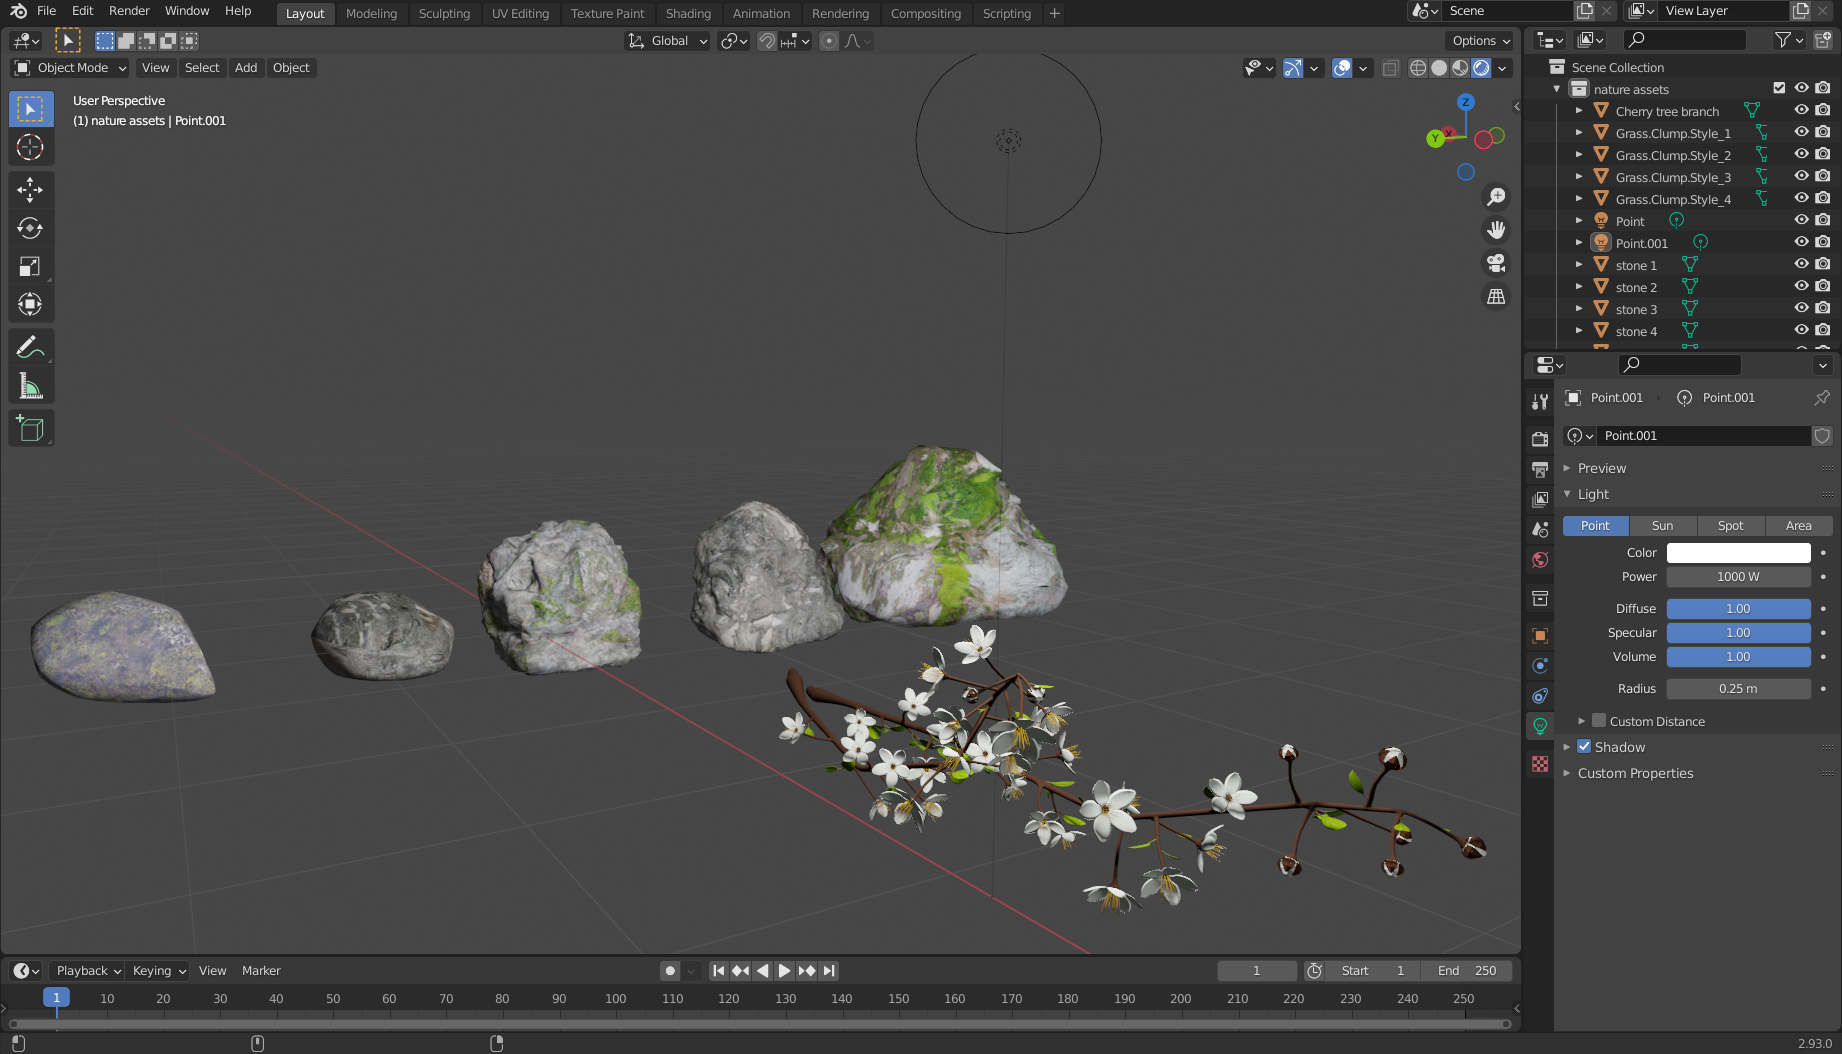 File Edit Render Window Help Layout Modeling Sculpting UV Editing Texture Paint Shading Animation Rendering Compositing Scripting + Scene View Layer
Global Options
Object Mode View Select Add Object
User Perspective
(1) nature assets | Point.001
Z
Y
X
Scene Collection
nature assets
Cherry tree branch
Grass.Clump.Style_1
Grass.Clump.Style_2
Grass.Clump.Style_3
Grass.Clump.Style_4
Point
Point.001
stone 1
stone 2
stone 3
stone 4
Point.001 Point.001
Point.001
Preview
Light
Point Sun Spot Area
Color
Power 1000 W
Diffuse 1.00
Specular 1.00
Volume 1.00
Radius 0.25 m
Custom Distance
Shadow
Custom Properties
Playback Keying View Marker 1 Start 1 End 250
1 10 20 30 40 50 60 70 80 90 100 110 120 130 140 150 160 170 180 190 200 210 220 230 240 250
2.93.0